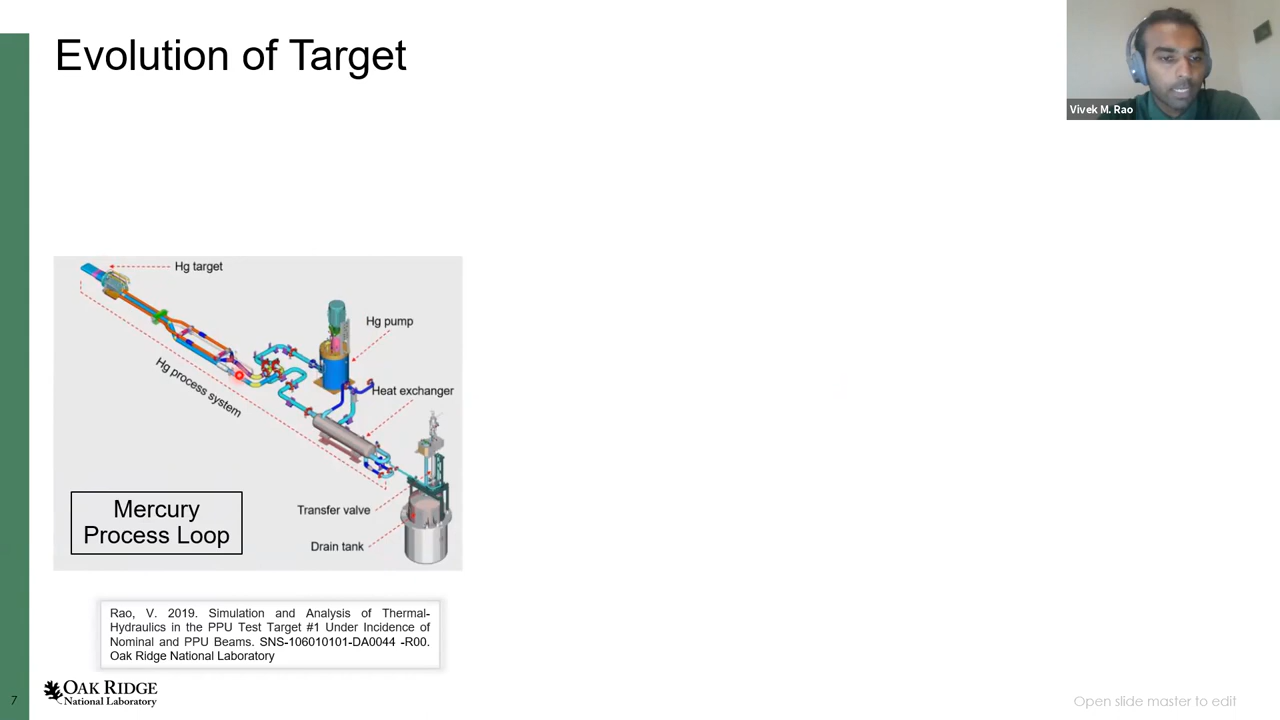 Evolution of Target
Vivek M. Rao
Hg target
Hg pump
Hg process system
Heat exchanger
Transfer valve
Drain tank
Mercury
Process Loop
Rao, V. 2019. Simulation and Analysis of Thermal-
Hydraulics in the PPU Test Target #1 Under Incidence of
Nominal and PPU Beams. SNS-106010101-DA0044 -R00.
Oak Ridge National Laboratory
7
OAK RIDGE
National Laboratory
Open slide master to edit